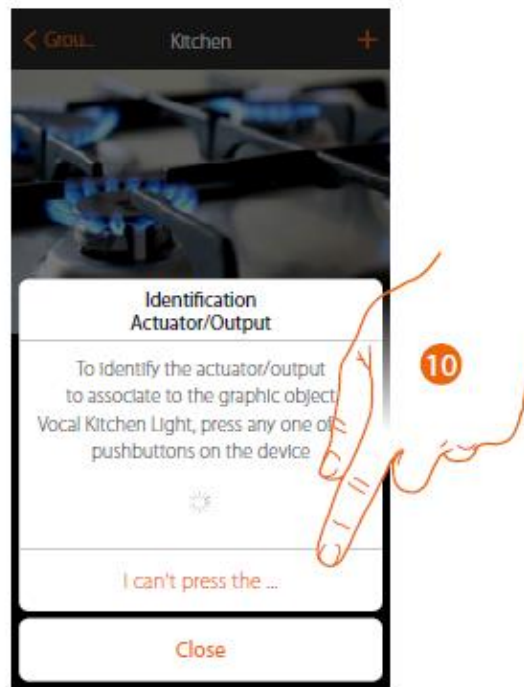 < Grou... Kitchen +
Identification
Actuator/Output
To identify the actuator/output
to associate to the graphic object
Vocal Kitchen Light, press any one of
pushbuttons on the device
I can't press the ...
Close
10